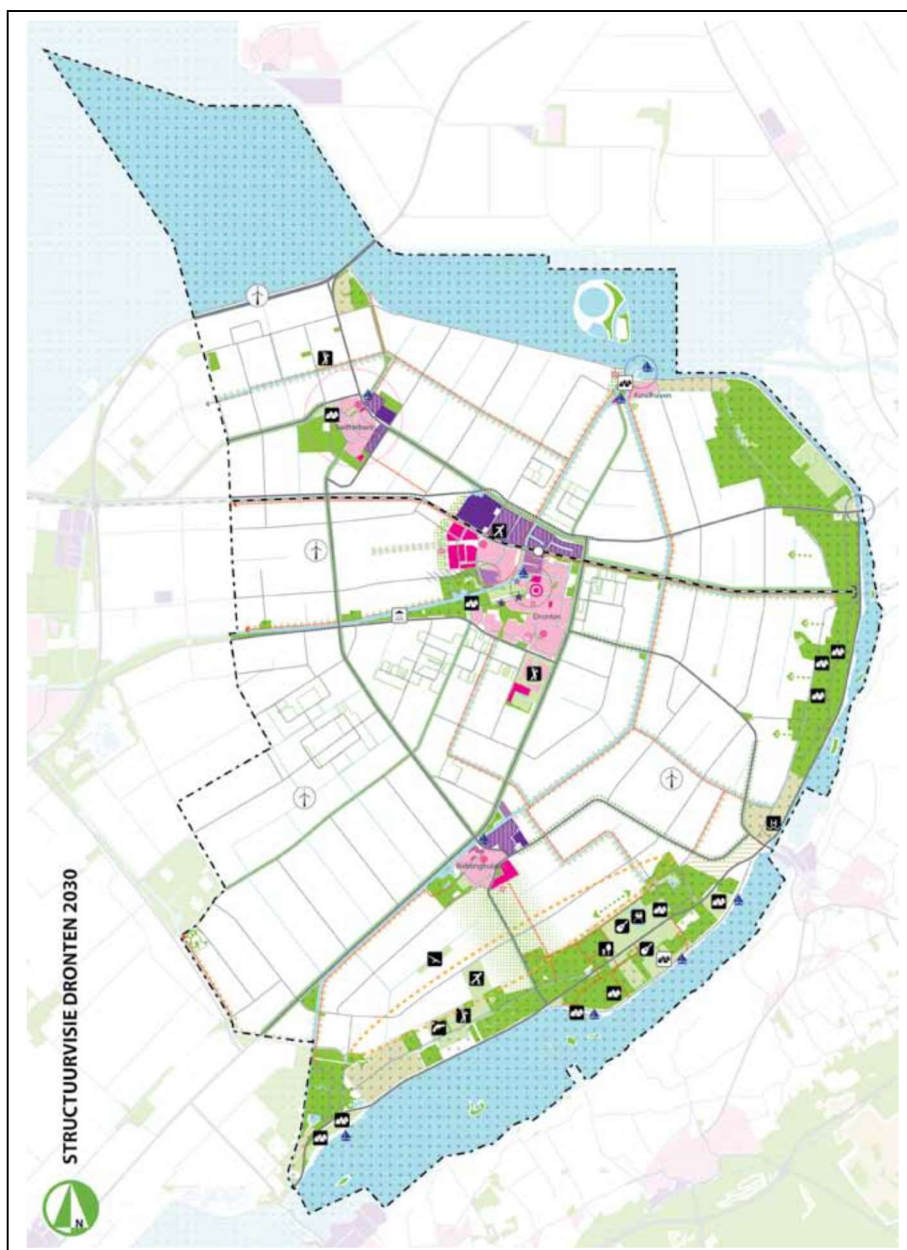 STRUCTUURVISIE DRONTEN 2030
Swifterbant
Ketelhaven
Dronten
Biddinghuizen
N